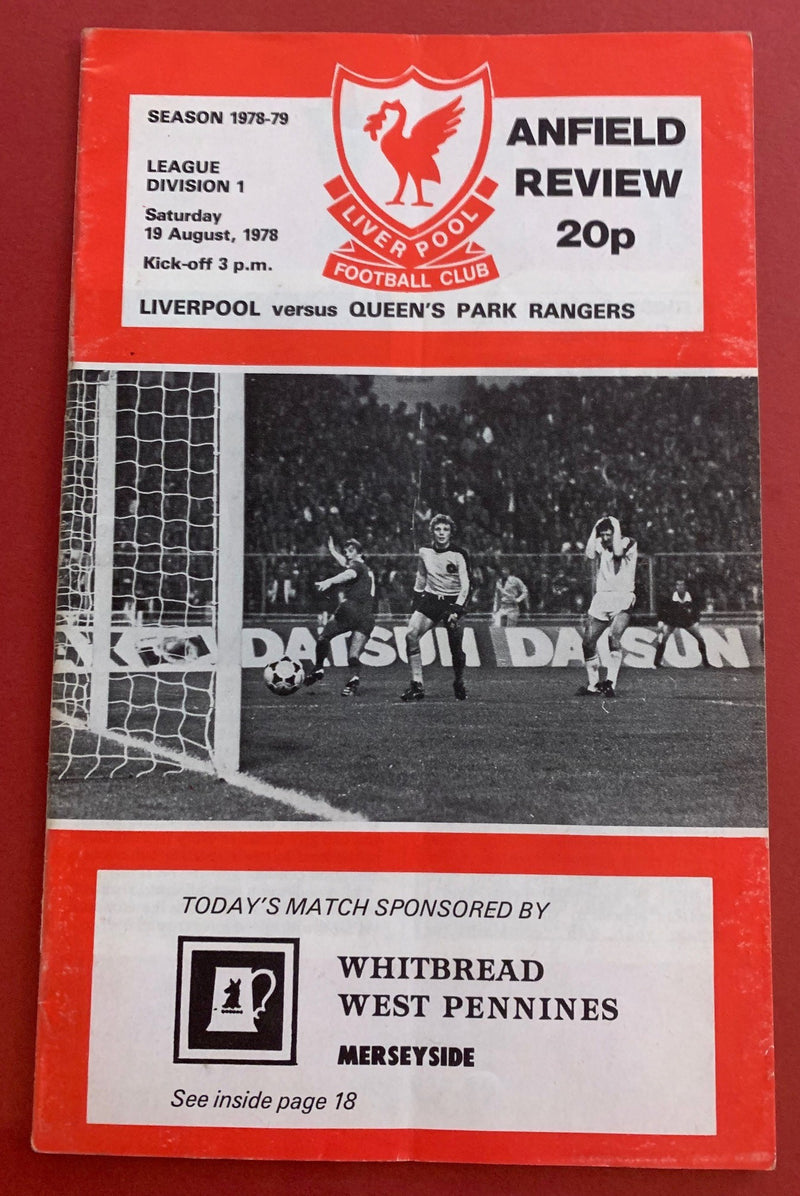 SEASON 1978-79
LEAGUE
DIVISION 1
Saturday
19 August, 1978
Kick-off 3 p.m.
LIVERPOOL
FOOTBALL CLUB
ANFIELD
REVIEW
20p
LIVERPOOL versus QUEEN'S PARK RANGERS
DATSUN DATSUN
TODAY'S MATCH SPONSORED BY
WHITBREAD
WEST PENNINES
MERSEYSIDE
See inside page 18